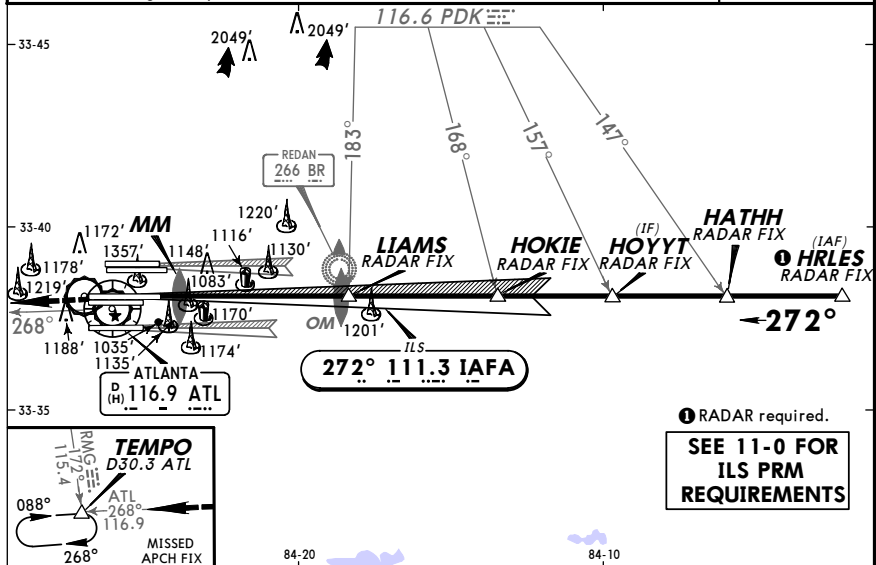 116.6 PDK
33-45
2049'
2049'
183°
168°
157°
147°
REDAN
266 BR
33-40
1172'
1357'
MM
1148'
1116'
1220'
1130'
1083'
1178'
1219'
LIAMS
RADAR FIX
HOKIE
RADAR FIX
(IF)
HOYYT
RADAR FIX
HATHH
RADAR FIX
(IAF)
1 HRLES
RADAR FIX
268°
1188'
1035'
1135'
1170'
1174'
OM
1201'
272°
ATLANTA
D
(H) 116.9 ATL
ILS
272° 111.3 IAFA
33-35
1 RADAR required.
SEE 11-0 FOR
ILS PRM
REQUIREMENTS
RMG
115.4
172°
TEMPO
D30.3 ATL
088°
ATL
268°
116.9
268°
MISSED
APCH FIX
84-20
84-10